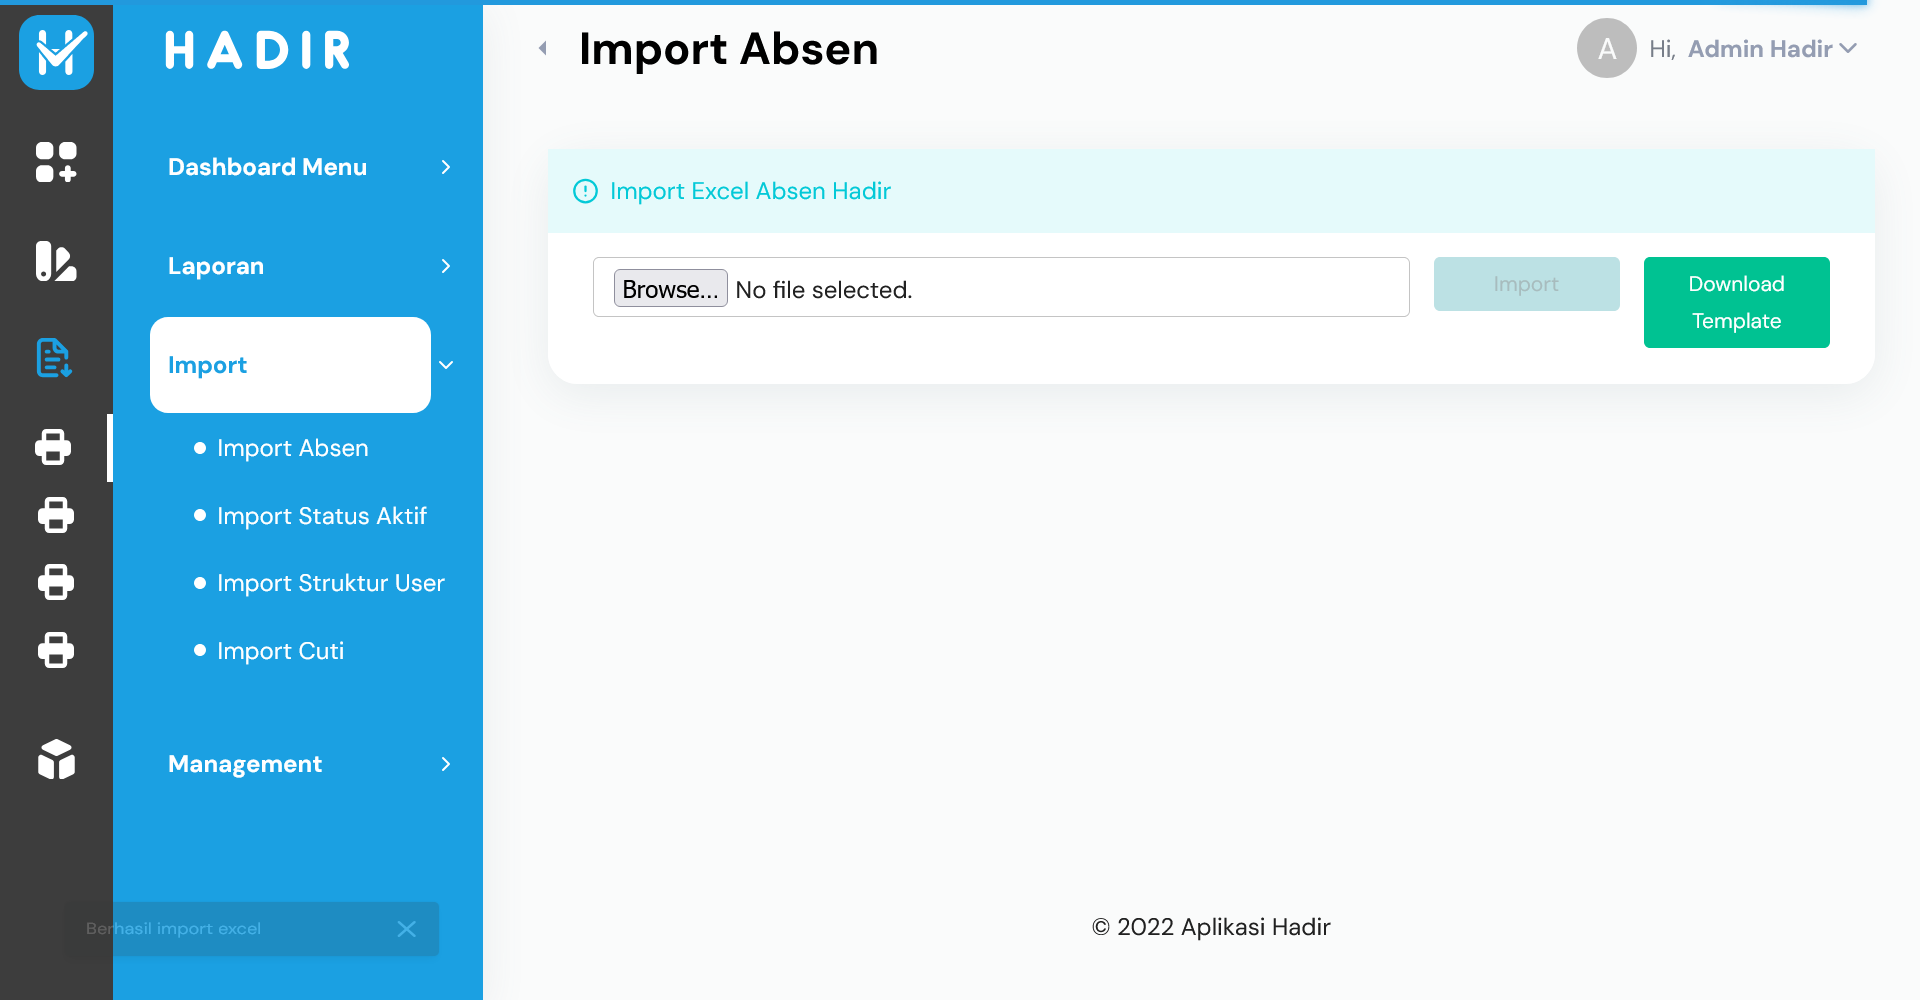 HADIR
Dashboard Menu
Laporan
Import
Import Absen
Import Status Aktif
Import Struktur User
Import Cuti
Management
Berhasil import excel
Import Absen
A
Hi, Admin Hadir
Import Excel Absen Hadir
Browse... No file selected.
Import
Download
Template
© 2022 Aplikasi Hadir